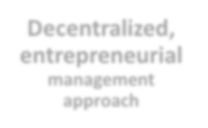 Decentralized,
entrepreneurial
management
approach